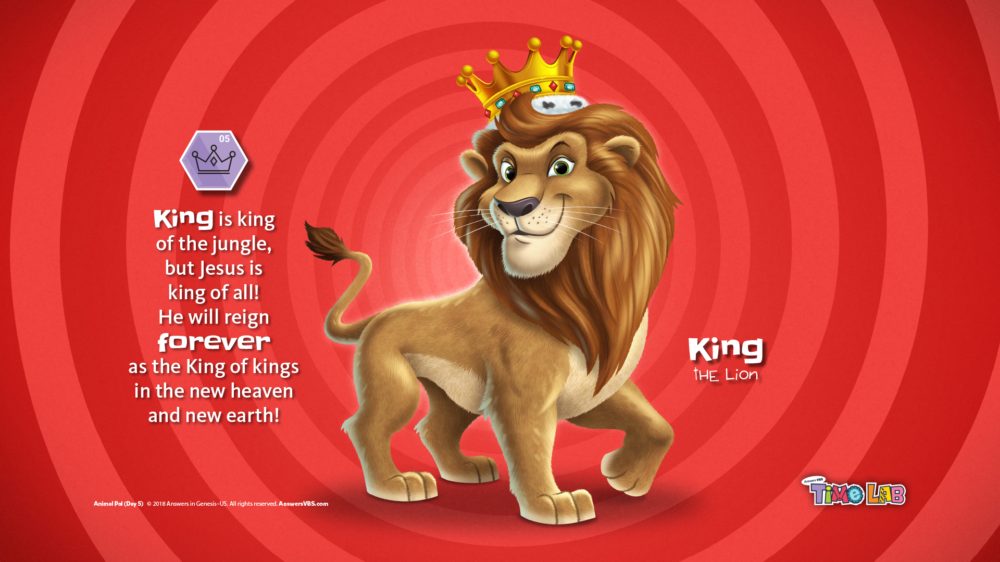 05
King is king
of the jungle,
but Jesus is
king of all!
He will reign
forever
as the King of kings
in the new heaven
and new earth!
King
tHE Lion
Animal Pal (Day 5) © 2018 Answers in Genesis–US. All rights reserved. AnswersVBS.com
Answers VBS
TiMe LAB